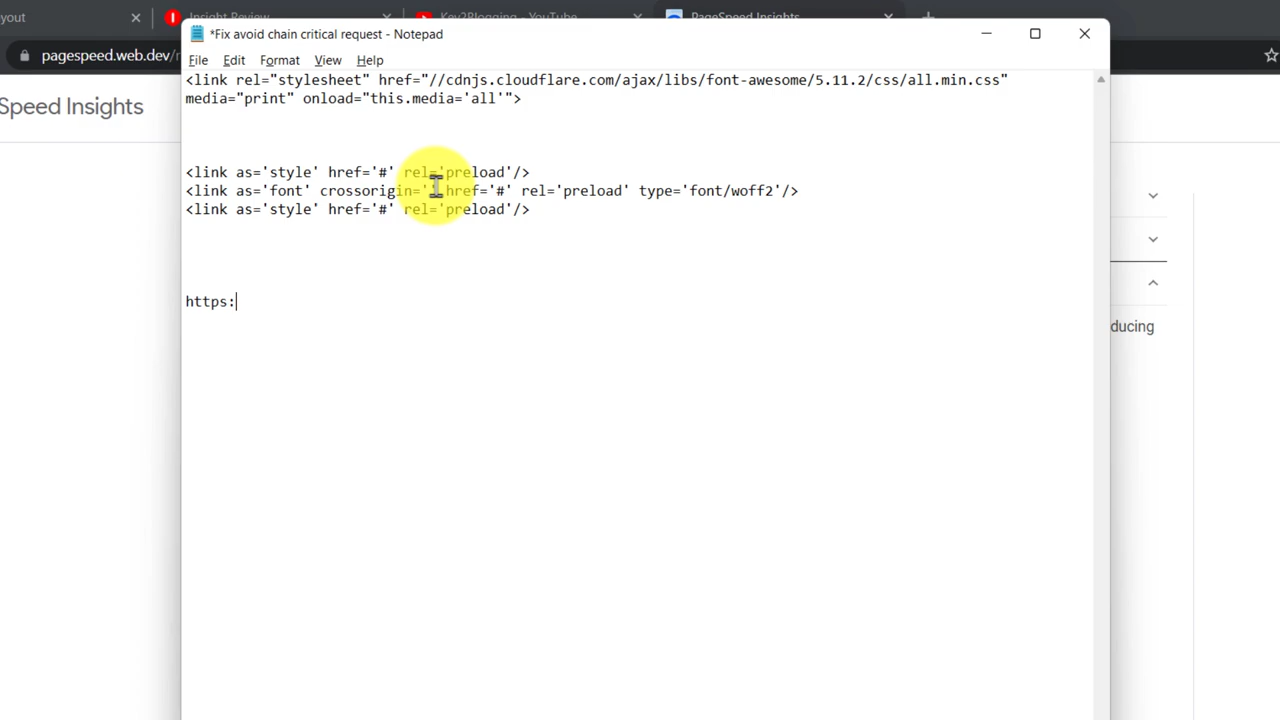 yout
Insight Review
Key2Blogging - YouTube
PageSpeed Insights
*Fix avoid chain critical request - Notepad
pagespeed.web.dev/r
File Edit Format View Help
Speed Insights
<link rel="stylesheet" href="//cdnjs.cloudflare.com/ajax/libs/font-awesome/5.11.2/css/all.min.css"
media="print" onload="this.media='all'">
<link as='style' href='#' rel='preload'/>
<link as='font' crossorigin='' href='#' rel='preload' type='font/woff2'/>
<link as='style' href='#' rel='preload'/>
https:
ducing